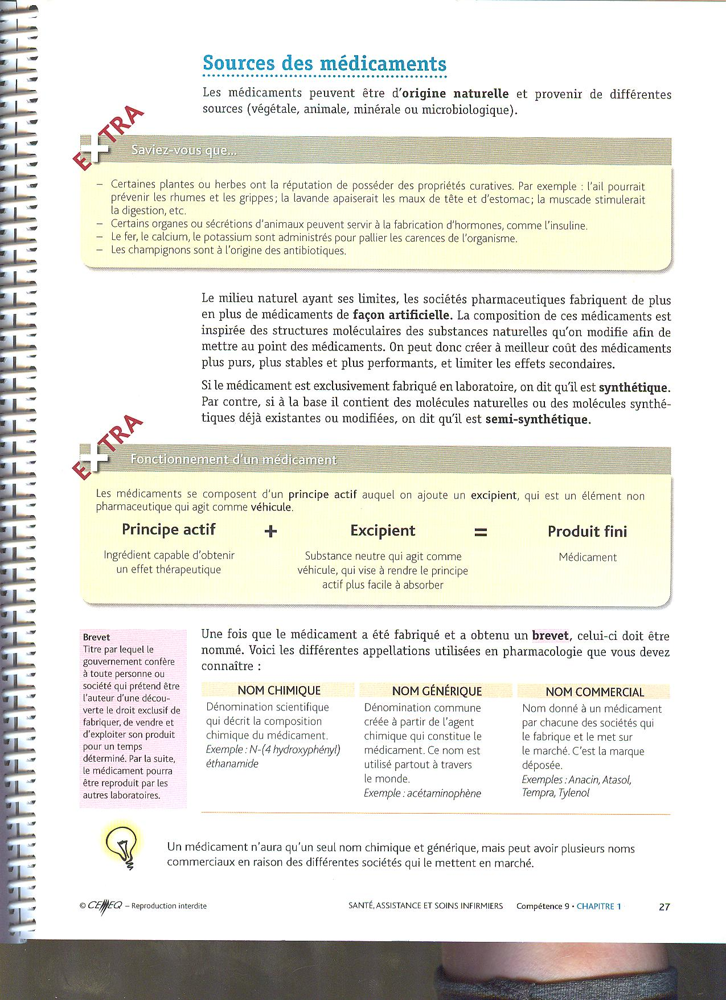 Sources des médicaments
Les médicaments peuvent être d'origine naturelle et provenir de différentes
sources (végétale, animale, minérale ou microbiologique).
E+TRA
Saviez-vous que...
– Certaines plantes ou herbes ont la réputation de posséder des propriétés curatives. Par exemple : l'ail pourrait
prévenir les rhumes et les grippes; la lavande apaiserait les maux de tête et d'estomac; la muscade stimulerait
la digestion, etc.
– Certains organes ou sécrétions d'animaux peuvent servir à la fabrication d'hormones, comme l'insuline.
– Le fer, le calcium, le potassium sont administrés pour pallier les carences de l'organisme.
– Les champignons sont à l'origine des antibiotiques.
Le milieu naturel ayant ses limites, les sociétés pharmaceutiques fabriquent de plus
en plus de médicaments de façon artificielle. La composition de ces médicaments est
inspirée des structures moléculaires des substances naturelles qu'on modifie afin de
mettre au point des médicaments. On peut donc créer à meilleur coût des médicaments
plus purs, plus stables et plus performants, et limiter les effets secondaires.
Si le médicament est exclusivement fabriqué en laboratoire, on dit qu'il est synthétique.
Par contre, si à la base il contient des molécules naturelles ou des molécules synthé-
tiques déjà existantes ou modifiées, on dit qu'il est semi-synthétique.
E+TRA
Fonctionnement d'un médicament
Les médicaments se composent d'un principe actif auquel on ajoute un excipient, qui est un élément non
pharmaceutique qui agit comme véhicule.
Principe actif + Excipient = Produit fini
Ingrédient capable d'obtenir
un effet thérapeutique
Substance neutre qui agit comme
véhicule, qui vise à rendre le principe
actif plus facile à absorber
Médicament
Brevet
Titre par lequel le
gouvernement confère
à toute personne ou
société qui prétend être
l'auteur d'une décou-
verte le droit exclusif de
fabriquer, de vendre et
d'exploiter son produit
pour un temps
déterminé. Par la suite,
le médicament pourra
être reproduit par les
autres laboratoires.
Une fois que le médicament a été fabriqué et a obtenu un brevet, celui-ci doit être
nommé. Voici les différentes appellations utilisées en pharmacologie que vous devez
connaître :
NOM CHIMIQUE
Dénomination scientifique
qui décrit la composition
chimique du médicament.
Exemple : N-(4 hydroxyphényl)
éthanamide
NOM GÉNÉRIQUE
Dénomination commune
créée à partir de l'agent
chimique qui constitue le
médicament. Ce nom est
utilisé partout à travers
le monde.
Exemple : acétaminophène
NOM COMMERCIAL
Nom donné à un médicament
par chacune des sociétés qui
le fabrique et le met sur
le marché. C'est la marque
déposée.
Exemples : Anacin, Atasol,
Tempra, Tylenol
Un médicament n'aura qu'un seul nom chimique et générique, mais peut avoir plusieurs noms
commerciaux en raison des différentes sociétés qui le mettent en marché.
© CEMEQ – Reproduction interdite
SANTÉ, ASSISTANCE ET SOINS INFIRMIERS Compétence 9 • CHAPITRE 1 27